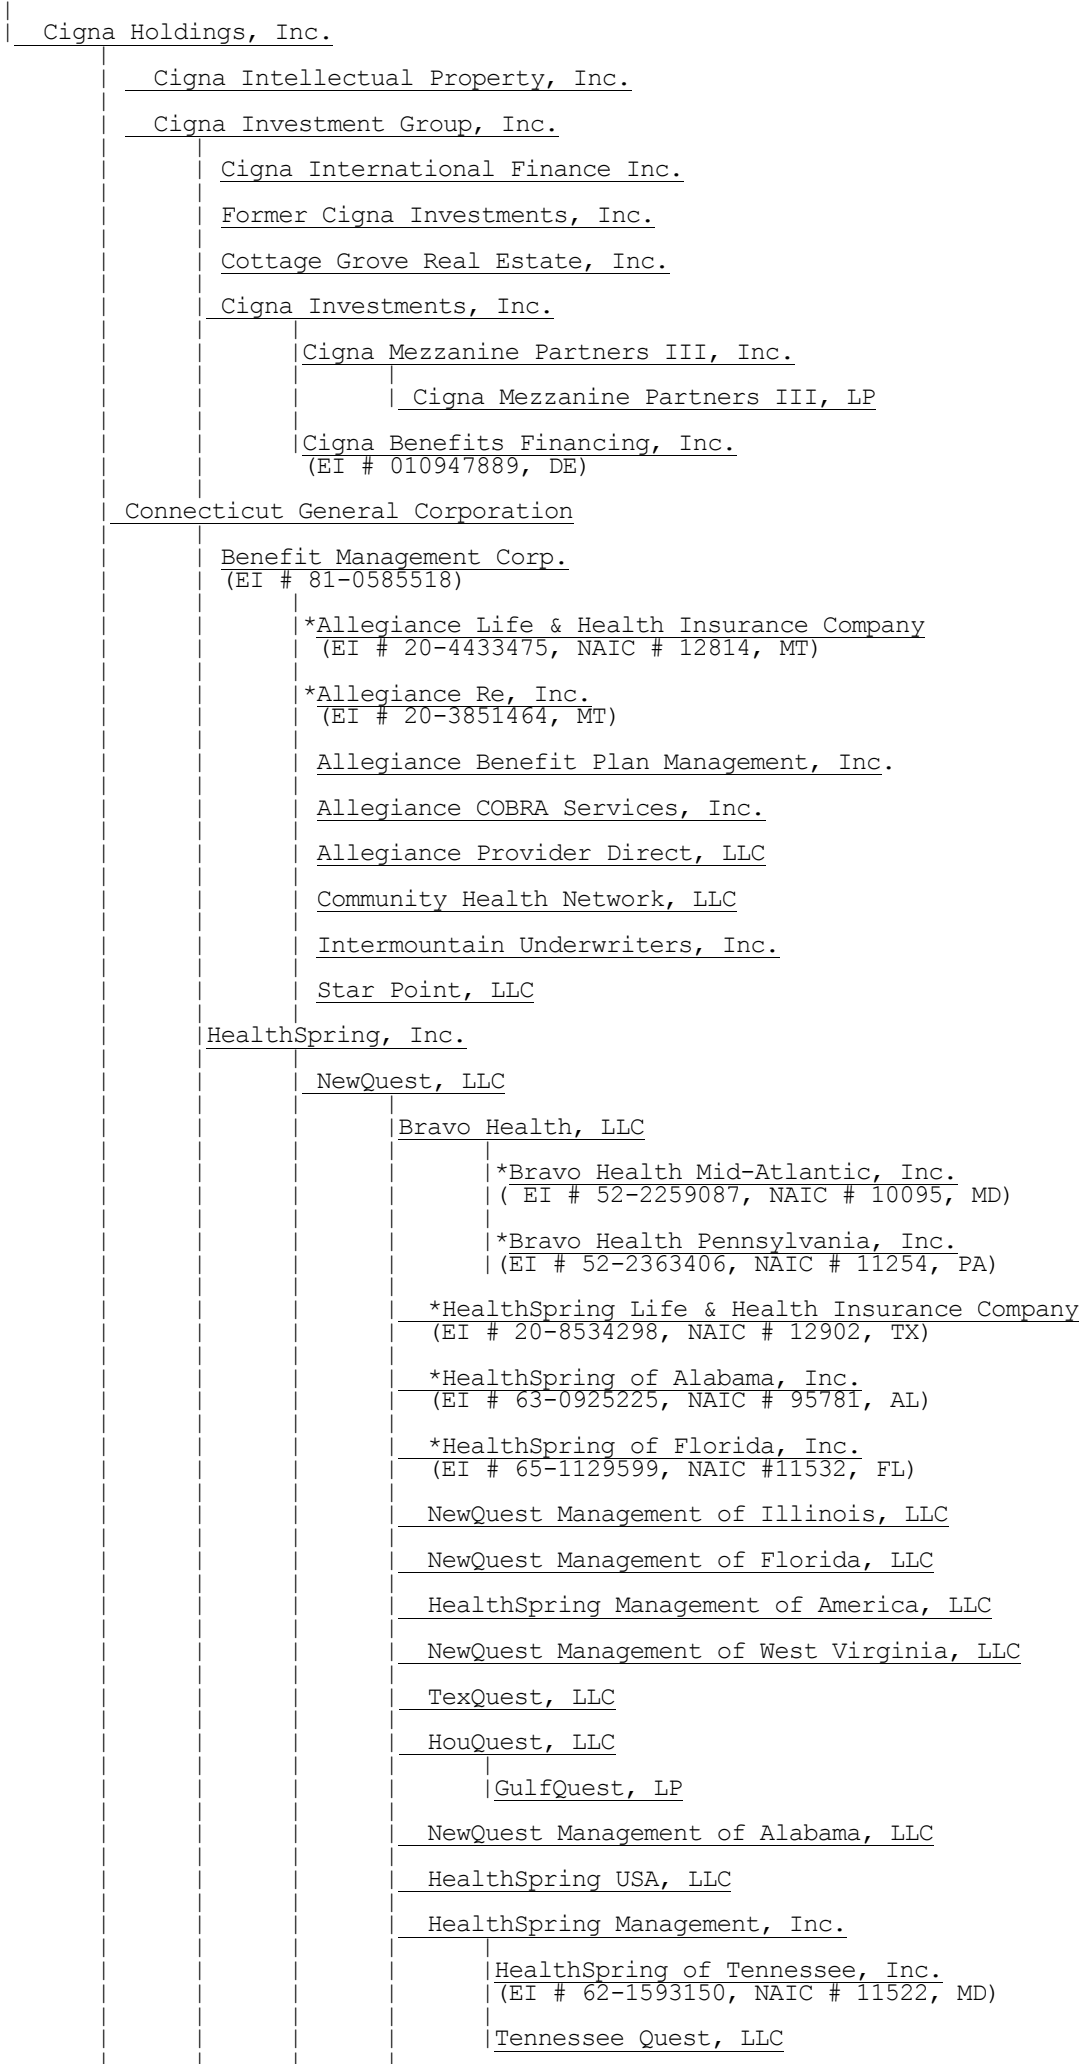 Cigna Holdings, Inc.
Cigna Intellectual Property, Inc.
Cigna Investment Group, Inc.
Cigna International Finance Inc.
Former Cigna Investments, Inc.
Cottage Grove Real Estate, Inc.
Cigna Investments, Inc.
Cigna Mezzanine Partners III, Inc.
Cigna Mezzanine Partners III, LP
Cigna Benefits Financing, Inc.
(EI # 010947889, DE)
Connecticut General Corporation
Benefit Management Corp.
(EI # 81-0585518)
*Allegiance Life & Health Insurance Company
(EI # 20-4433475, NAIC # 12814, MT)
*Allegiance Re, Inc.
(EI # 20-3851464, MT)
Allegiance Benefit Plan Management, Inc.
Allegiance COBRA Services, Inc.
Allegiance Provider Direct, LLC
Community Health Network, LLC
Intermountain Underwriters, Inc.
Star Point, LLC
HealthSpring, Inc.
NewQuest, LLC
Bravo Health, LLC
*Bravo Health Mid-Atlantic, Inc.
( EI # 52-2259087, NAIC # 10095, MD)
*Bravo Health Pennsylvania, Inc.
(EI # 52-2363406, NAIC # 11254, PA)
*HealthSpring Life & Health Insurance Company
(EI # 20-8534298, NAIC # 12902, TX)
*HealthSpring of Alabama, Inc.
(EI # 63-0925225, NAIC # 95781, AL)
*HealthSpring of Florida, Inc.
(EI # 65-1129599, NAIC #11532, FL)
NewQuest Management of Illinois, LLC
NewQuest Management of Florida, LLC
HealthSpring Management of America, LLC
NewQuest Management of West Virginia, LLC
TexQuest, LLC
HouQuest, LLC
GulfQuest, LP
NewQuest Management of Alabama, LLC
HealthSpring USA, LLC
HealthSpring Management, Inc.
HealthSpring of Tennessee, Inc.
(EI # 62-1593150, NAIC # 11522, MD)
Tennessee Quest, LLC